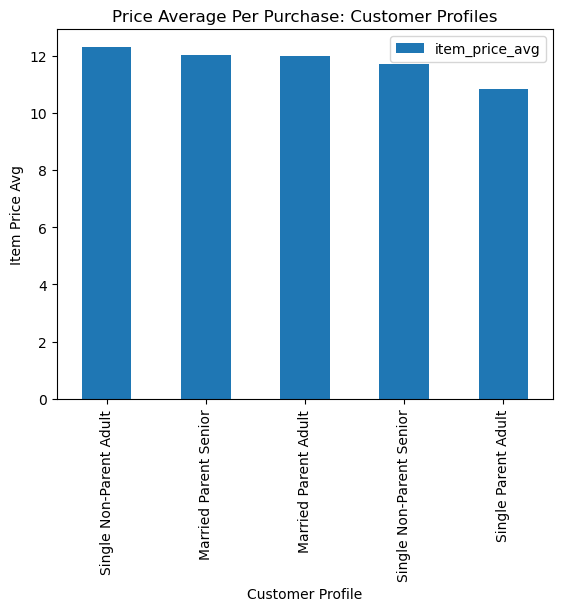 Price Average Per Purchase: Customer Profiles
item_price_avg
Item Price Avg
12
10
8
6
4
2
0
Single Non-Parent Adult
Married Parent Senior
Married Parent Adult
Single Non-Parent Senior
Single Parent Adult
Customer Profile